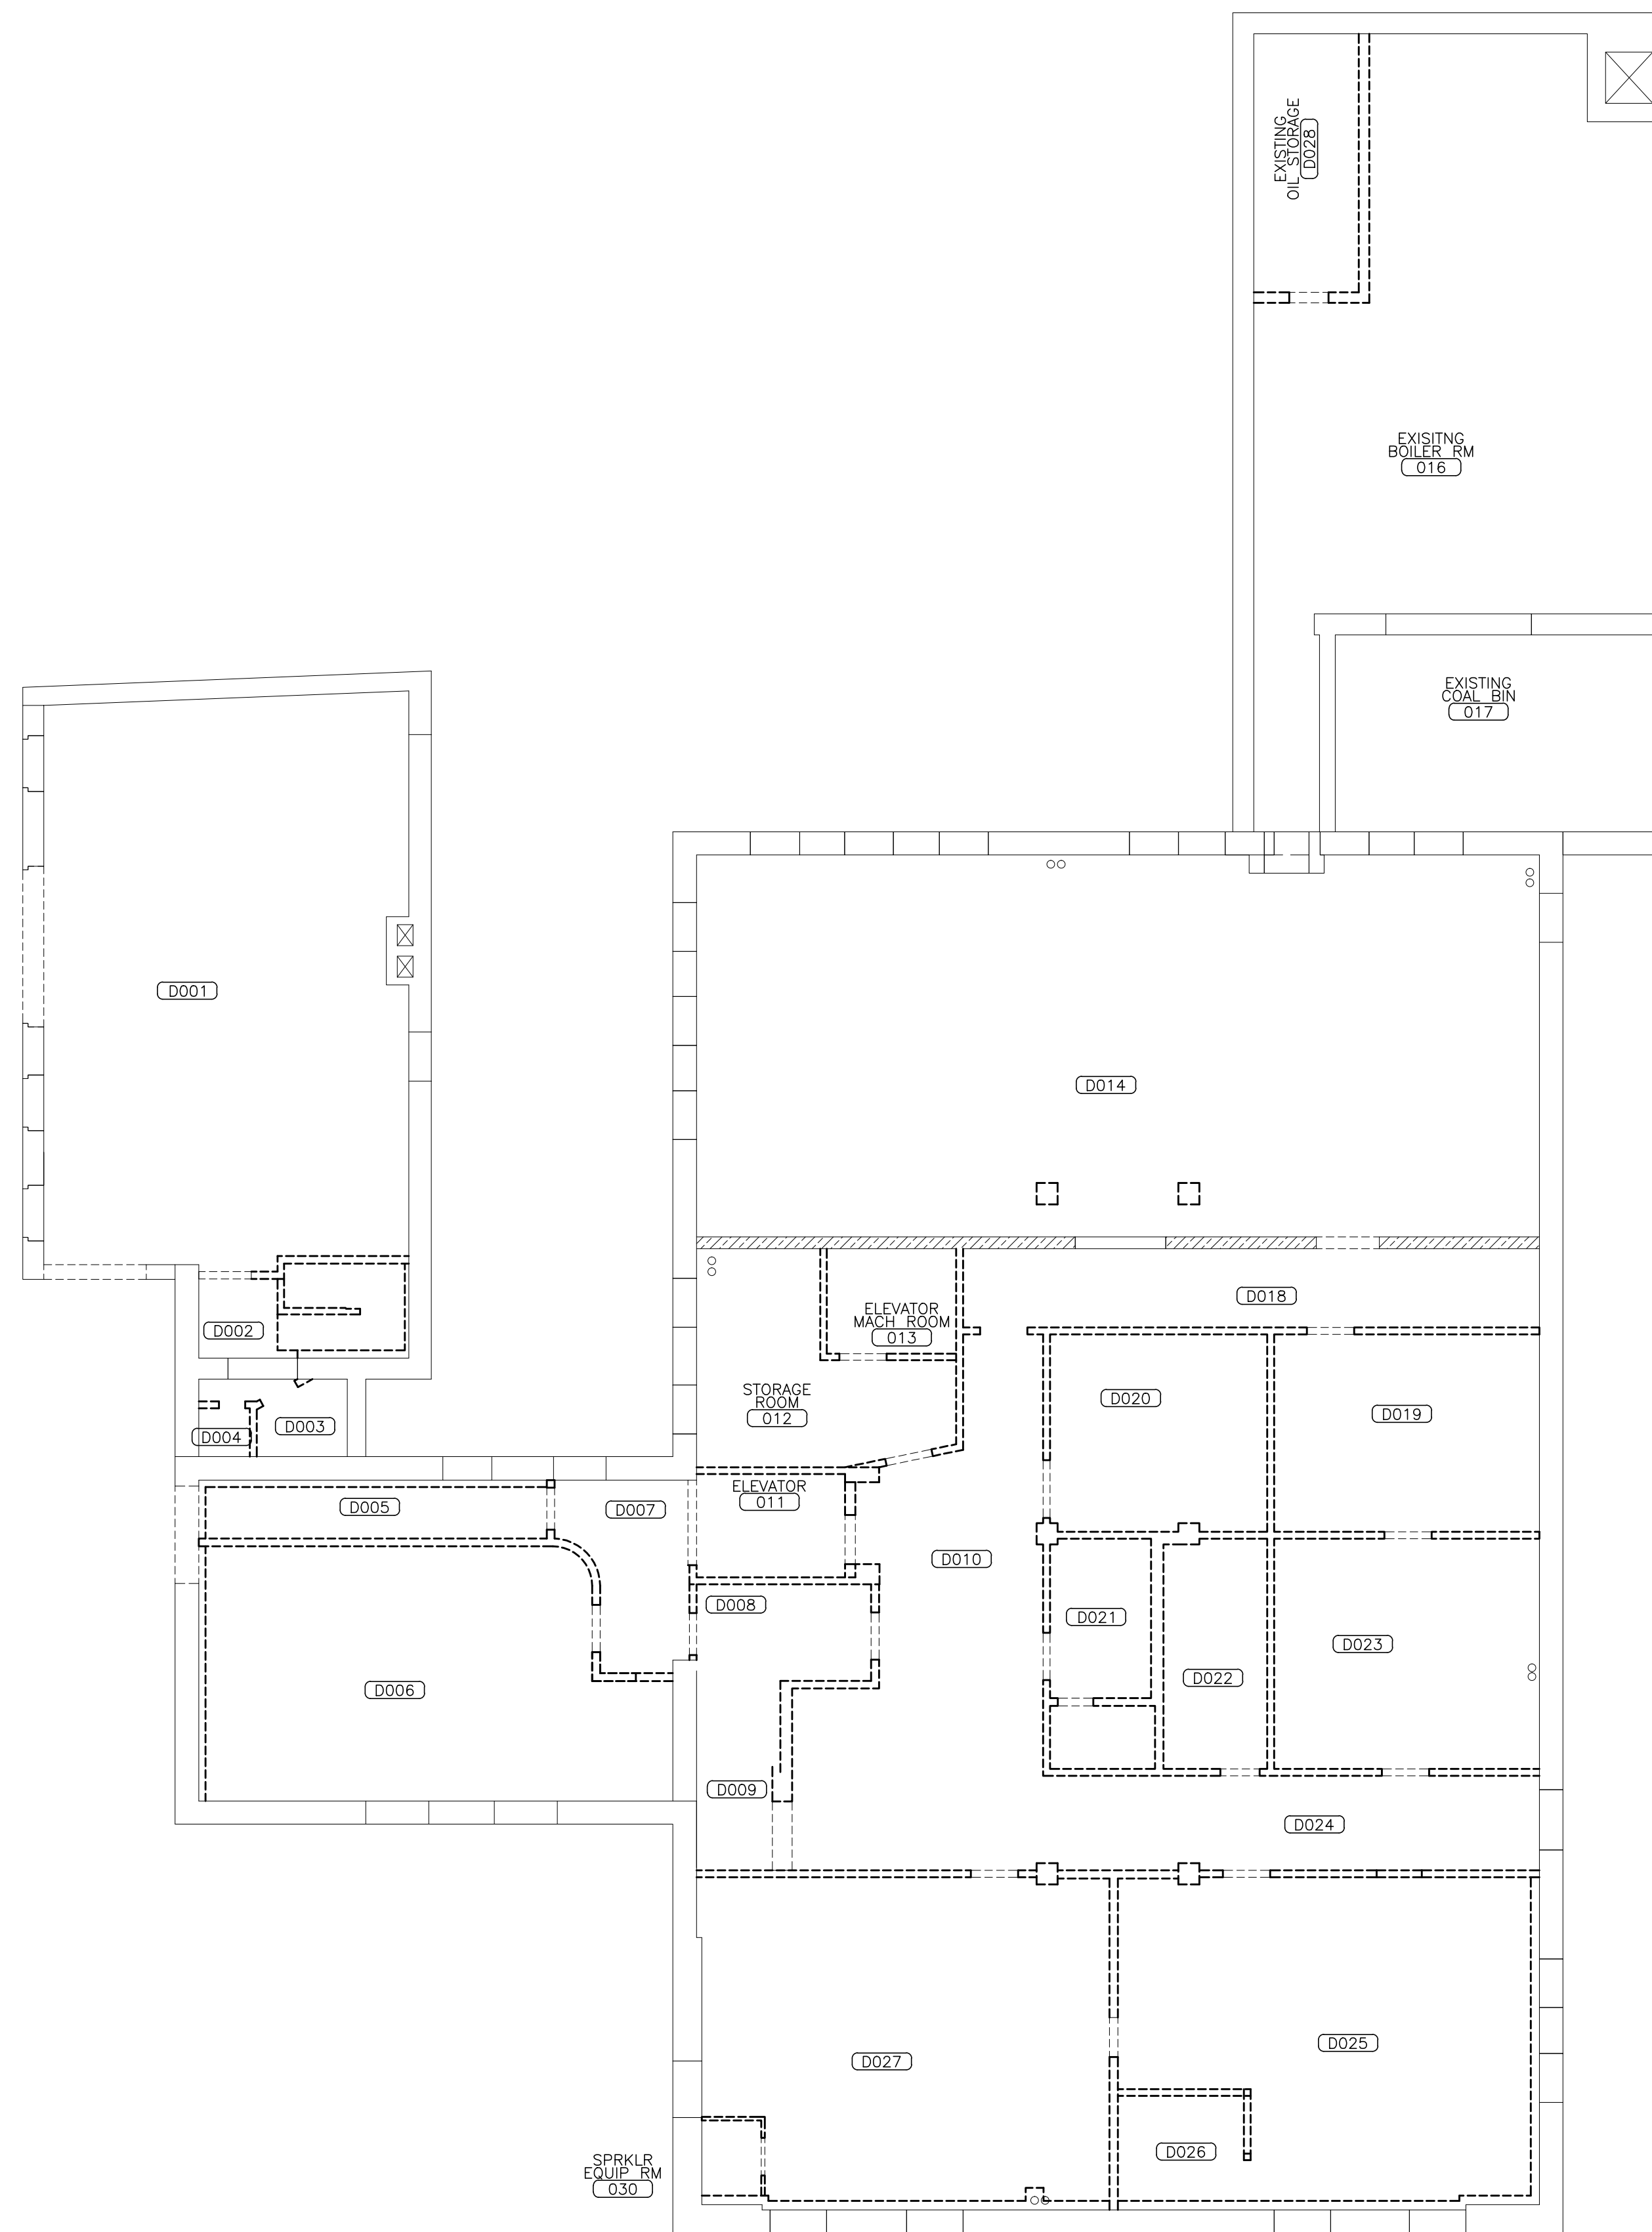 EXISTING
OIL STORAGE
D028
EXISITNG
BOILER RM
016
EXISTING
COAL BIN
017
D001
D014
D018
D002
ELEVATOR
MACH ROOM
013
STORAGE
ROOM
012
D020
D019
D003
D004
ELEVATOR
011
D005
D007
D010
D008
D021
D023
D022
D006
D009
D024
D025
D027
D026
SPRKLR
EQUIP RM
030